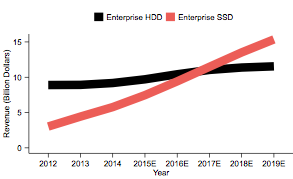 Enterprise HDD Enterprise SSD
Revenue (Billion Dollars)
15
10
5
0
2012 2013 2014 2015 2016E 2017E 2018E 2019E
Year